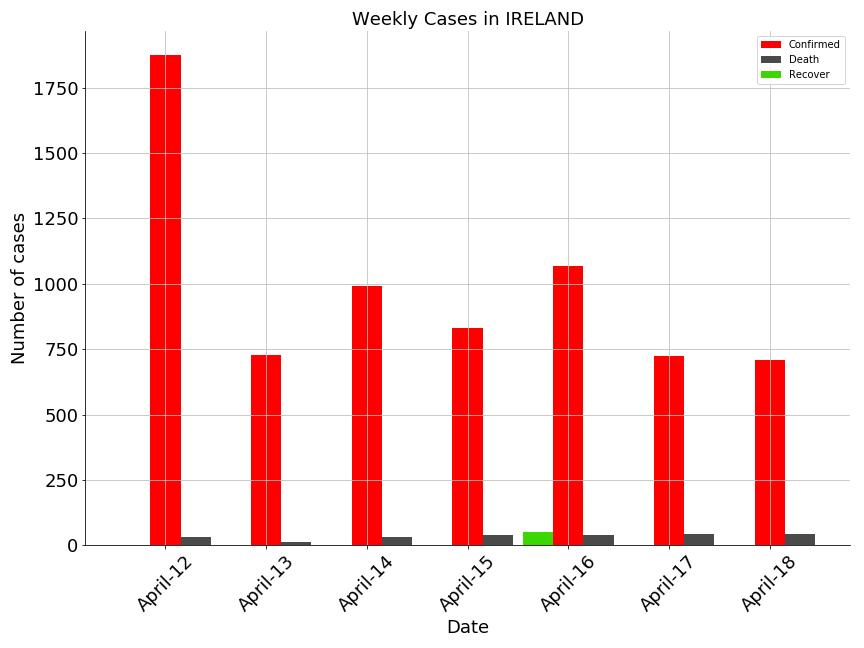 Weekly Cases in IRELAND
Confirmed
Death
Recover
Number of cases
1750
1500
1250
1000
750
500
250
0
April-12
April-13
April-14
April-15
April-16
April-17
April-18
Date